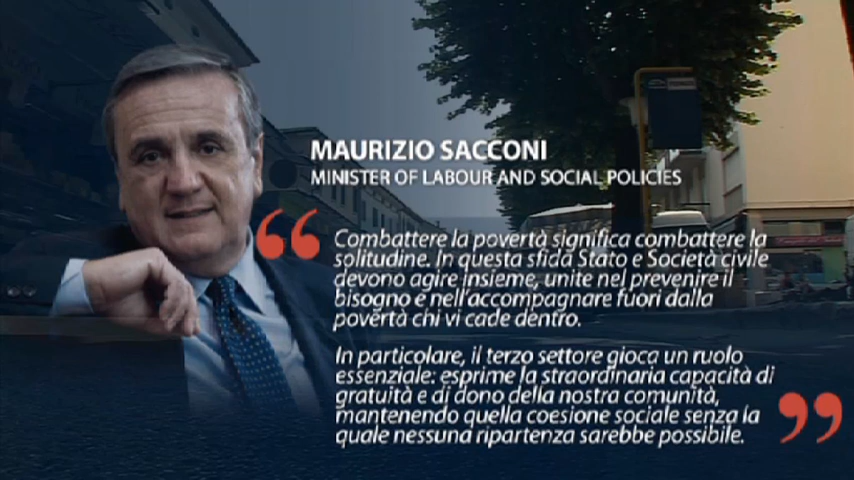 MAURIZIO SACCONI
MINISTER OF LABOUR AND SOCIAL POLICIES
“ Combattere la povertà significa combattere la
solitudine. In questa sfida Stato e Società civile
devono agire insieme, unite nel prevenire il
bisogno e nell'accompagnare fuori dalla
povertà chi vi cade dentro.
In particolare, il terzo settore gioca un ruolo
essenziale: esprime la straordinaria capacità di
gratuità e di dono della nostra comunità,
mantenendo quella coesione sociale senza la
quale nessuna ripartenza sarebbe possibile. ”